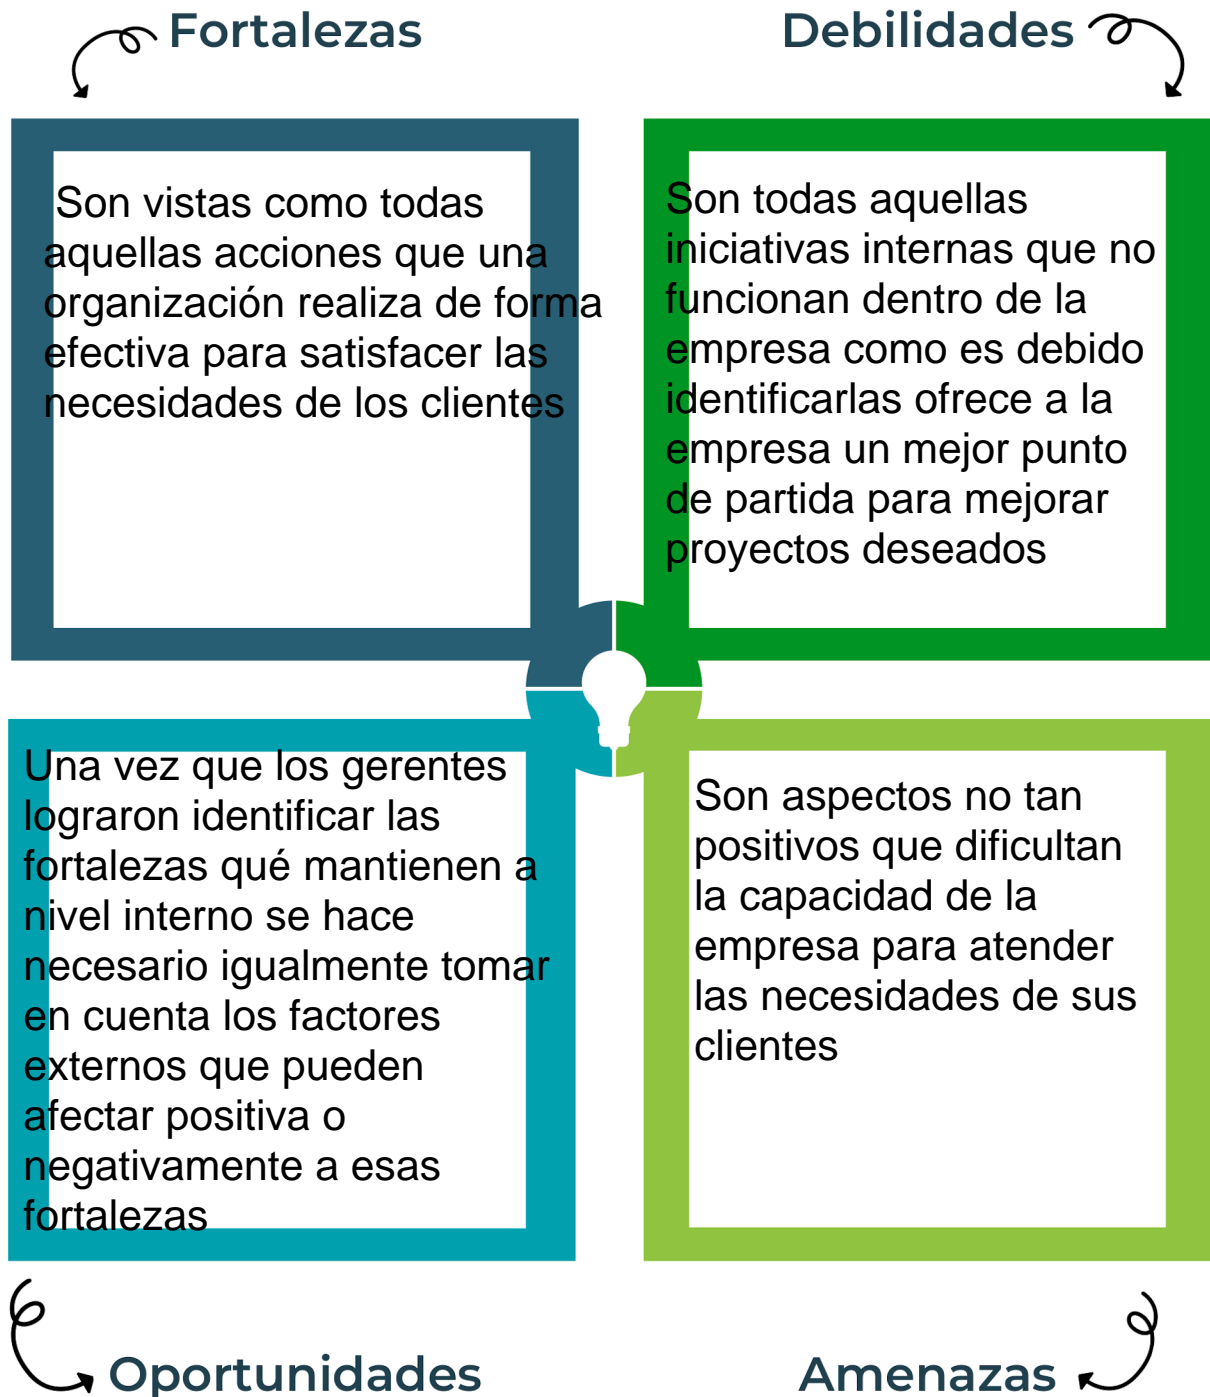 Fortalezas
Son vistas como todas
aquellas acciones que una
organización realiza de forma
efectiva para satisfacer las
necesidades de los clientes
Debilidades
Son todas aquellas
iniciativas internas que no
funcionan dentro de la
empresa como es debido
identificarlas ofrece a la
empresa un mejor punto
de partida para mejorar
proyectos deseados
Una vez que los gerentes
lograron identificar las
fortalezas qué mantienen a
nivel interno se hace
necesario igualmente tomar
en cuenta los factores
externos que pueden
afectar positiva o
negativamente a esas
fortalezas
Oportunidades
Son aspectos no tan
positivos que dificultan
la capacidad de la
empresa para atender
las necesidades de sus
clientes
Amenazas